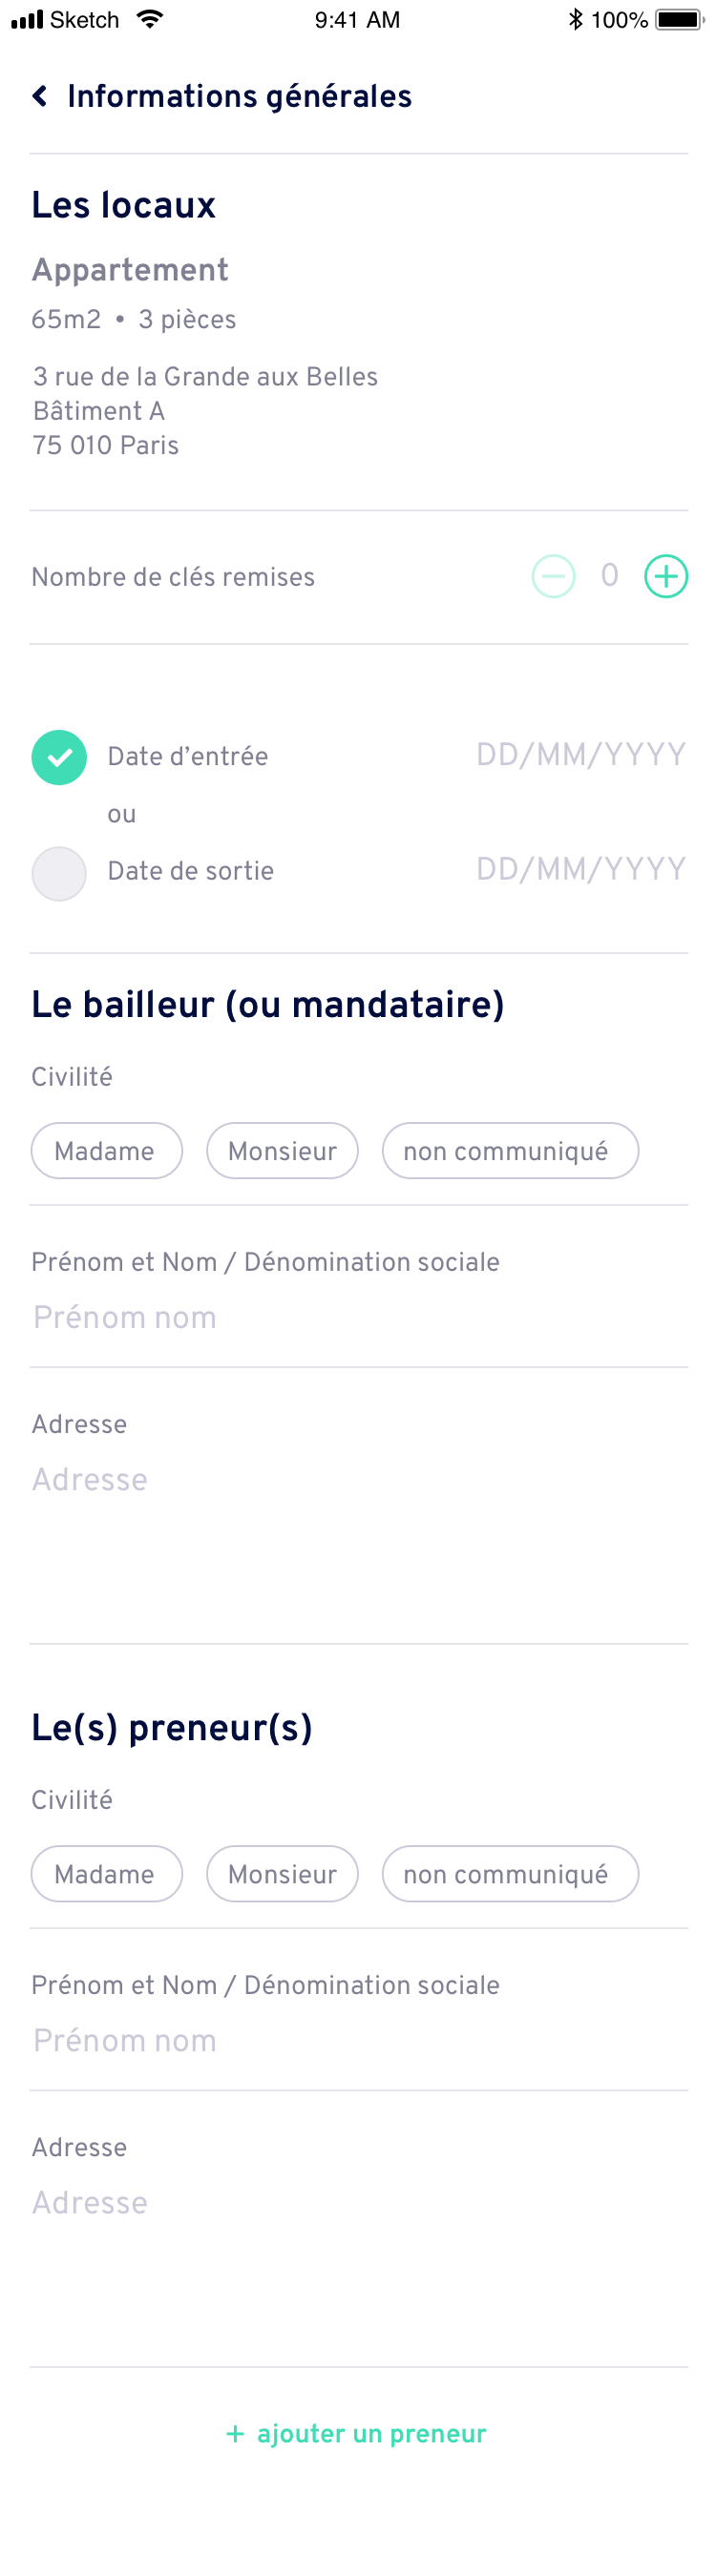 Sketch 9:41 AM 100%
Informations générales
Les locaux
Appartement
65m2 • 3 pièces
3 rue de la Grande aux Belles
Bâtiment A
75 010 Paris
Nombre de clés remises 0
Date d’entrée DD/MM/YYYY
ou
Date de sortie DD/MM/YYYY
Le bailleur (ou mandataire)
Civilité
Madame Monsieur non communiqué
Prénom et Nom / Dénomination sociale
Prénom nom
Adresse
Adresse
Le(s) preneur(s)
Civilité
Madame Monsieur non communiqué
Prénom et Nom / Dénomination sociale
Prénom nom
Adresse
Adresse
+ ajouter un preneur